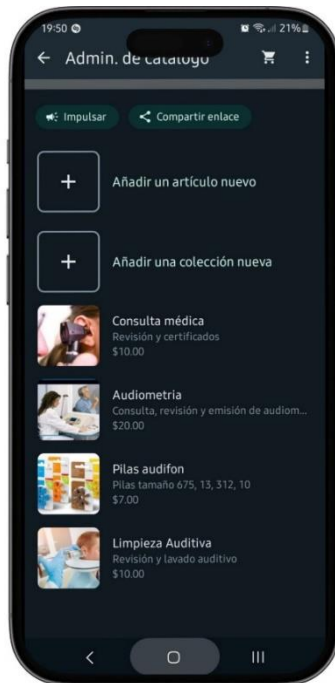 19:50
21%
Admin. de catálogo
Impulsar
Compartir enlace
Añadir un artículo nuevo
Añadir una colección nueva
Consulta médica
Revisión y certificados
$10.00
Audiometria
Consulta, revisión y emisión de audiom...
$20.00
Pilas audifon
Pilas tamaño 675, 13, 312, 10
$7.00
Limpieza Auditiva
Revisión y lavado auditivo
$10.00